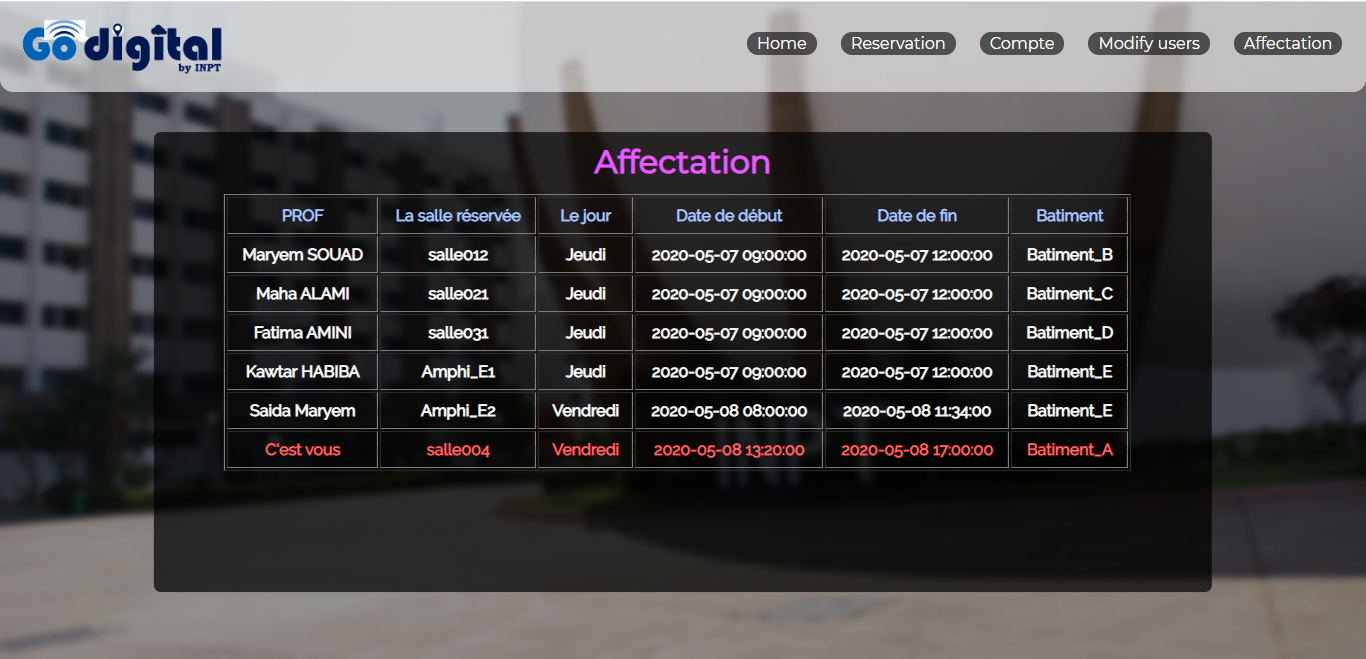 Go digital
by INPT
Home Reservation Compte Modify users Affectation
Affectation
PROF La salle réservée Le jour Date de début Date de fin Batiment
Maryem SOUAD salle012 Jeudi 2020-05-07 09:00:00 2020-05-07 12:00:00 Batiment_B
Maha ALAMI salle021 Jeudi 2020-05-07 09:00:00 2020-05-07 12:00:00 Batiment_C
Fatima AMINI salle031 Jeudi 2020-05-07 09:00:00 2020-05-07 12:00:00 Batiment_D
Kawtar HABIBA Amphi_E1 Jeudi 2020-05-07 09:00:00 2020-05-07 12:00:00 Batiment_E
Saida Maryem Amphi_E2 Vendredi 2020-05-08 08:00:00 2020-05-08 11:34:00 Batiment_E
C'est vous salle004 Vendredi 2020-05-08 13:20:00 2020-05-08 17:00:00 Batiment_A
INPT